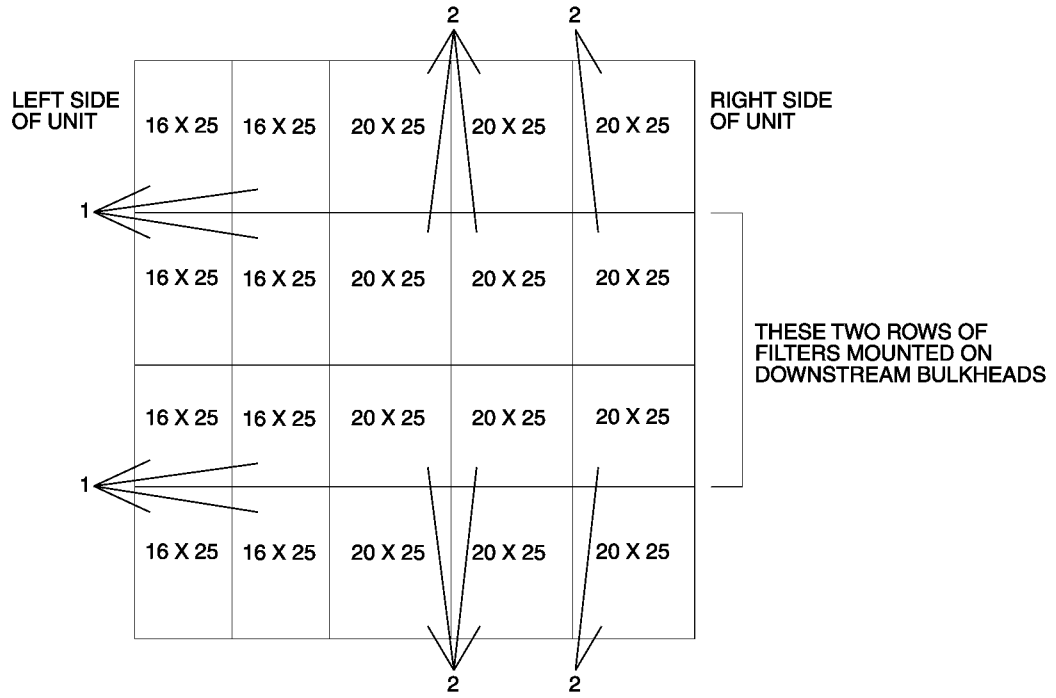 2 2
LEFT SIDE
OF UNIT
16 X 25 16 X 25 20 X 25 20 X 25 20 X 25
RIGHT SIDE
OF UNIT
1
16 X 25 16 X 25 20 X 25 20 X 25 20 X 25
THESE TWO ROWS OF
FILTERS MOUNTED ON
DOWNSTREAM BULKHEADS
16 X 25 16 X 25 20 X 25 20 X 25 20 X 25
1
16 X 25 16 X 25 20 X 25 20 X 25 20 X 25
2 2